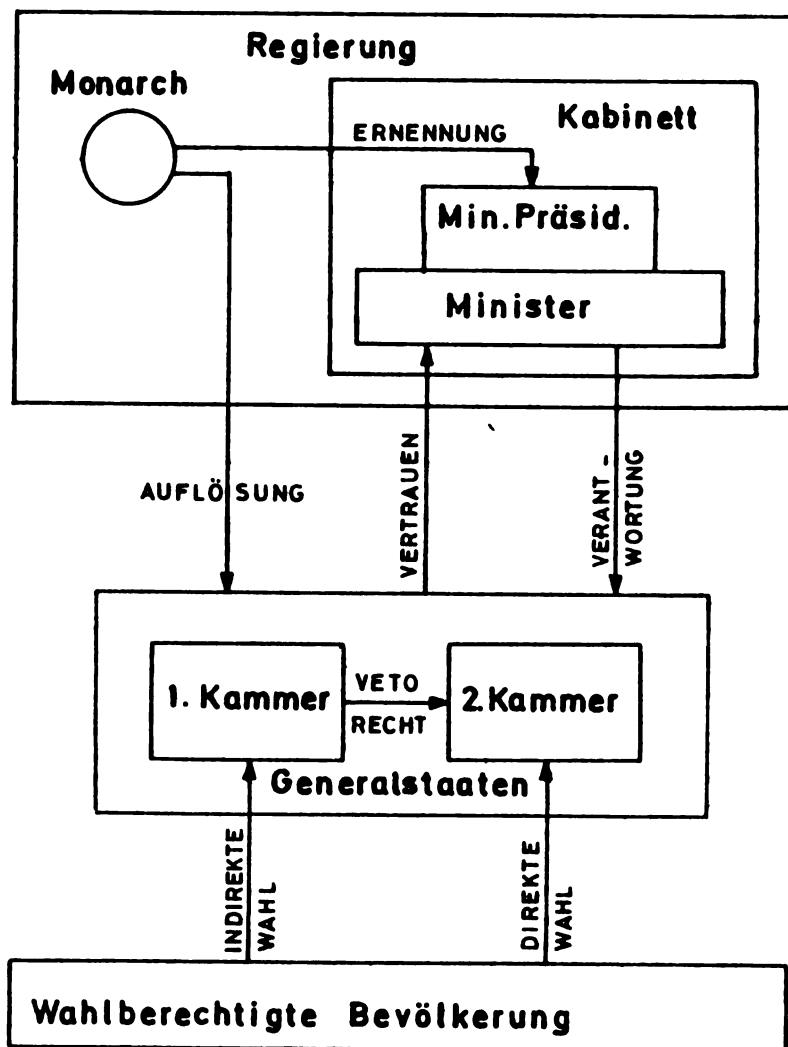 Regierung
Monarch
Kabinett
ERNENNUNG
Min. Präsid.
Minister
AUFLÖSUNG
VERTRAUEN
VERANT-
WORTUNG
1. Kammer
VETO
RECHT
2. Kammer
Generalstaaten
INDIREKTE
WAHL
DIREKTE
WAHL
Wahlberechtigte Bevölkerung